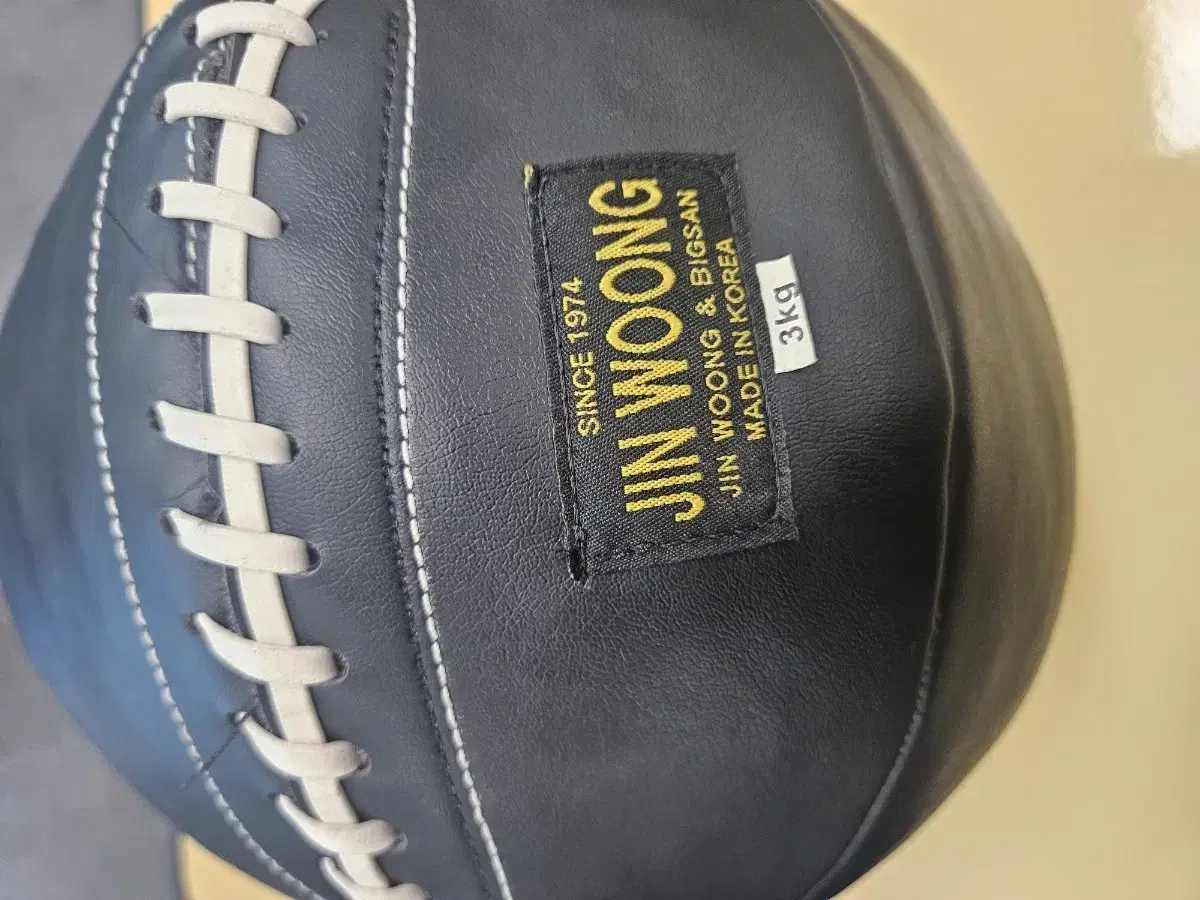 SINCE 1974
JIN WOONG
JIN WOONG & BIGSAN
MADE IN KOREA
3kg